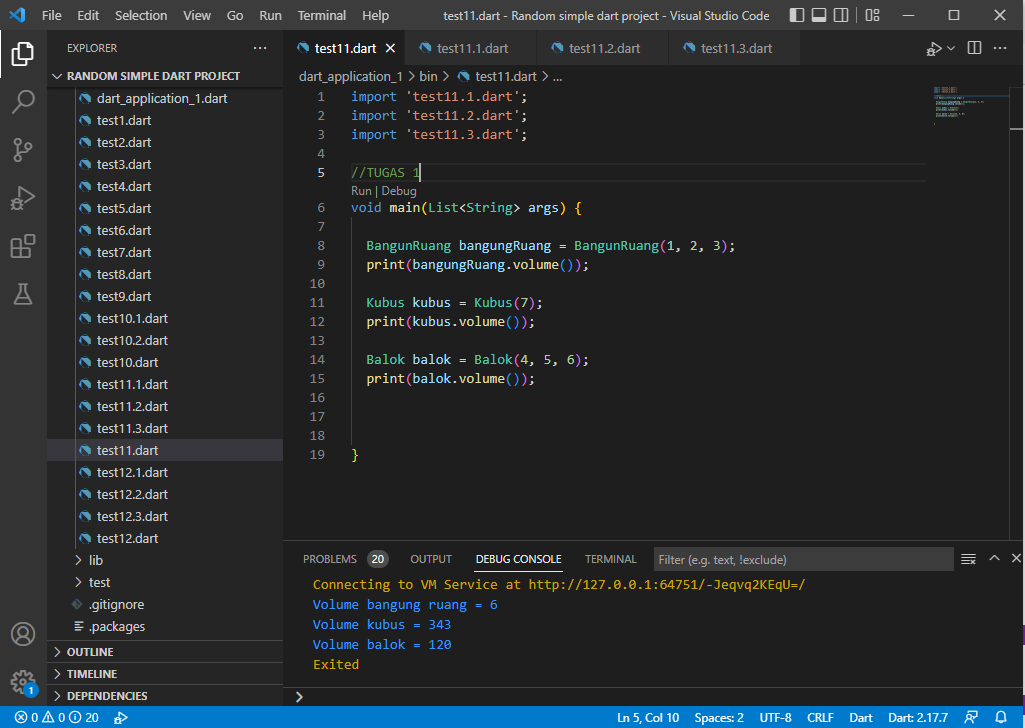 File Edit Selection View Go Run Terminal Help test11.dart - Random simple dart project - Visual Studio Code
EXPLORER
RANDOM SIMPLE DART PROJECT
dart_application_1.dart
test1.dart
test2.dart
test3.dart
test4.dart
test5.dart
test6.dart
test7.dart
test8.dart
test9.dart
test10.1.dart
test10.2.dart
test10.dart
test11.1.dart
test11.2.dart
test11.3.dart
test11.dart
test12.1.dart
test12.2.dart
test12.3.dart
test12.dart
lib
test
.gitignore
.packages
OUTLINE
TIMELINE
DEPENDENCIES
1
test11.dart test11.1.dart test11.2.dart test11.3.dart
dart_application_1 > bin > test11.dart > ...
1 import 'test11.1.dart';
2 import 'test11.2.dart';
3 import 'test11.3.dart';
4
5 //TUGAS 1
Run | Debug
6 void main(List<String> args) {
7
8 BangunRuang bangungRuang = BangunRuang(1, 2, 3);
9 print(bangungRuang.volume());
10
11 Kubus kubus = Kubus(7);
12 print(kubus.volume());
13
14 Balok balok = Balok(4, 5, 6);
15 print(balok.volume());
16
17
18
19 }
PROBLEMS 20 OUTPUT DEBUG CONSOLE TERMINAL Filter (e.g. text, !exclude)
Connecting to VM Service at http://127.0.0.1:64751/-Jeqvq2KEqU=/
Volume bangung ruang = 6
Volume kubus = 343
Volume balok = 120
Exited
0 0 20 Ln 5, Col 10 Spaces: 2 UTF-8 CRLF Dart Dart: 2.17.7